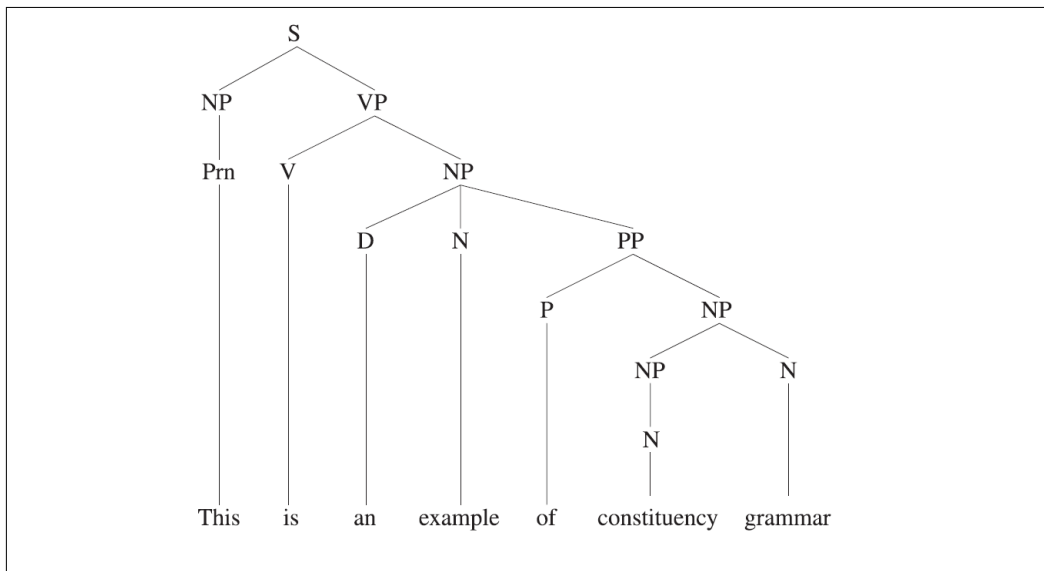 S
NP VP
Prn V NP
D N PP
P NP
NP N
N
This is an example of constituency grammar